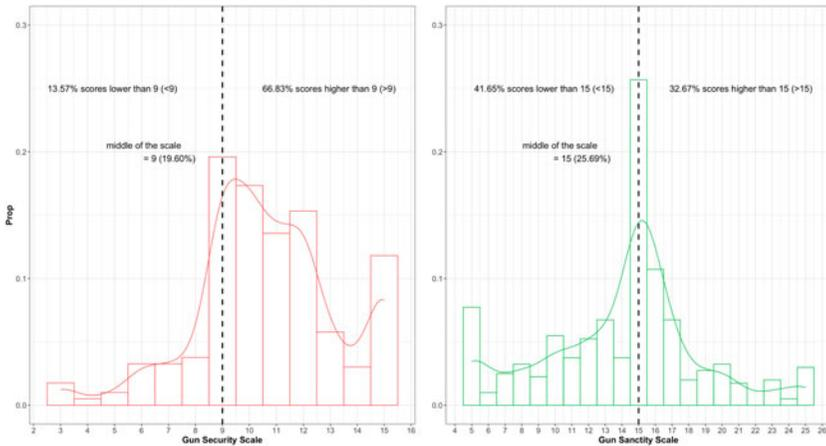 0.3
13.57% scores lower than 9 (<9)
66.83% scores higher than 9 (>9)
0.2
middle of the scale
= 9 (19.60%)
Prop
0.1
0.0
2 3 4 5 6 7 8 9 10 11 12 13 14 15 16
Gun Security Scale
0.3
41.65% scores lower than 15 (<15)
32.67% scores higher than 15 (>15)
0.2
middle of the scale
= 15 (25.69%)
0.1
0.0
4 5 6 7 8 9 10 11 12 13 14 15 16 17 18 19 20 21 22 23 24 25 26
Gun Sanctity Scale